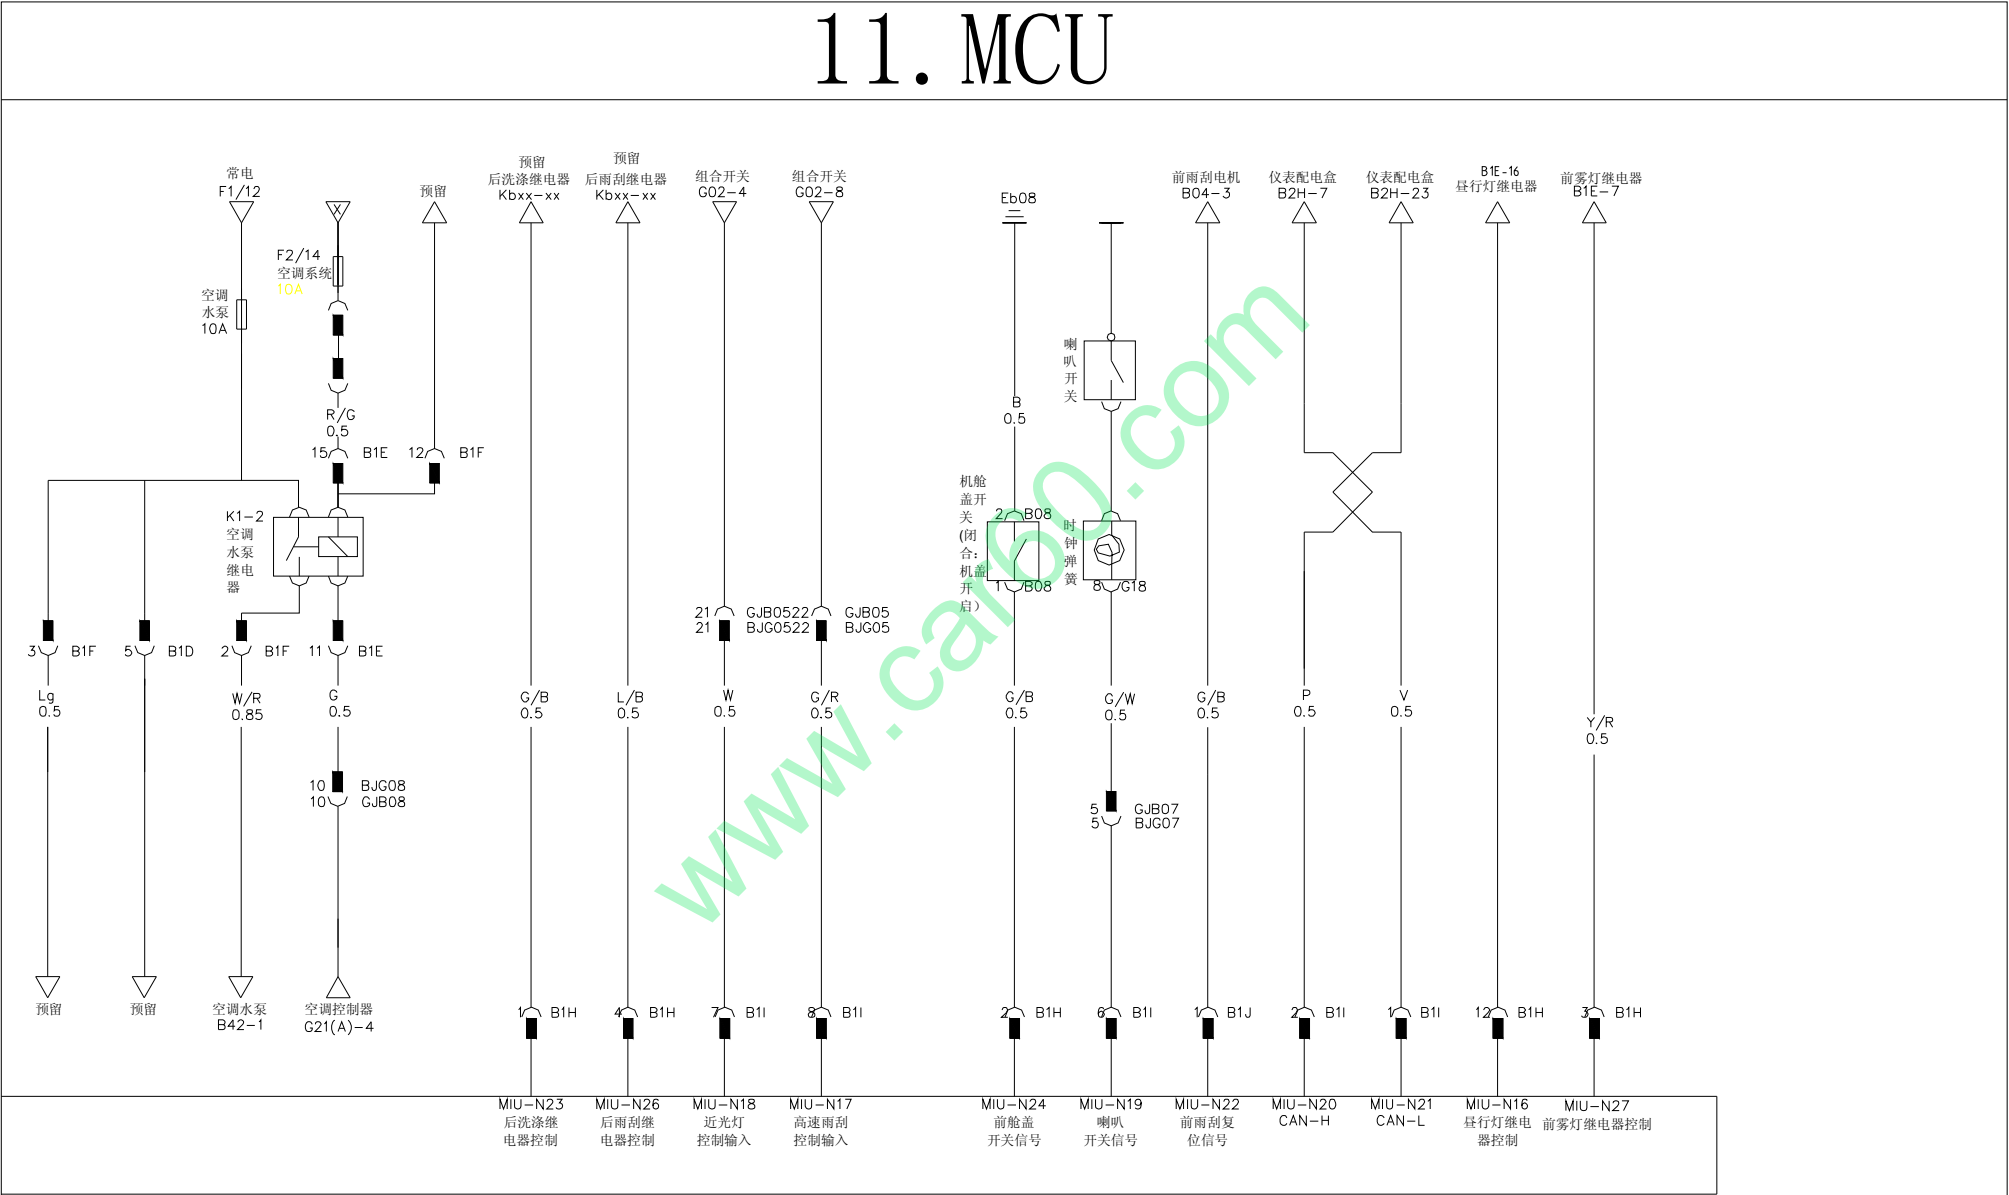 11.MCU
常电
F1/12
空调
水泵
10A
X
F2/14
空调系统
10A
R/G
0.5
15 B1E
预留
12 B1F
K1-2
空调
水泵
继电
器
3 B1F
Lg
0.5
预留
5 B1D
预留
2 B1F
W/R
0.85
空调水泵
B42-1
11 B1E
G
0.5
10 BJG08
10 GJB08
空调控制器
G21(A)-4
预留
后洗涤继电器
Kbxx-xx
G/B
0.5
1 B1H
MIU-N23
后洗涤继
电器控制
预留
后雨刮继电器
Kbxx-xx
L/B
0.5
4 B1H
MIU-N26
后雨刮继
电器控制
组合开关
G02-4
21 GJB05
21 BJG05
W
0.5
7 B1I
MIU-N18
近光灯
控制输入
组合开关
G02-8
22 GJB05
22 BJG05
G/R
0.5
8 B1I
MIU-N17
高速雨刮
控制输入
Eb08
B
0.5
机舱
盖开
关
(闭
合:
机盖
开
启)
2 B08
1 B08
G/B
0.5
2 B1H
MIU-N24
前舱盖
开关信号
喇
叭
开
关
时
钟
弹
簧
8 G18
G/W
0.5
5 GJB07
5 BJG07
6 B1I
MIU-N19
喇叭
开关信号
前雨刮电机
B04-3
G/B
0.5
1 B1J
MIU-N22
前雨刮复
位信号
仪表配电盒
B2H-7
P
0.5
2 B1I
MIU-N20
CAN-H
仪表配电盒
B2H-23
V
0.5
1 B1I
MIU-N21
CAN-L
B1E-16
昼行灯继电器
12 B1H
MIU-N16
昼行灯继电
器控制
前雾灯继电器
B1E-7
Y/R
0.5
3 B1H
MIU-N27
前雾灯继电器控制
www.car60.com